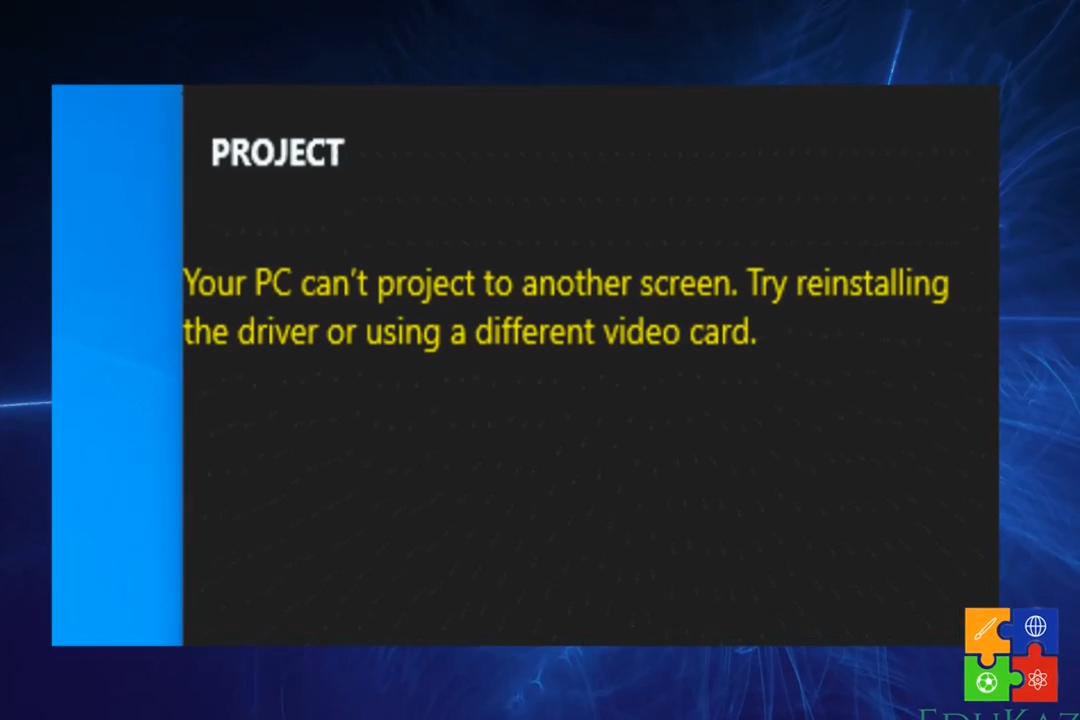 PROJECT
Your PC can't project to another screen. Try reinstalling
the driver or using a different video card.